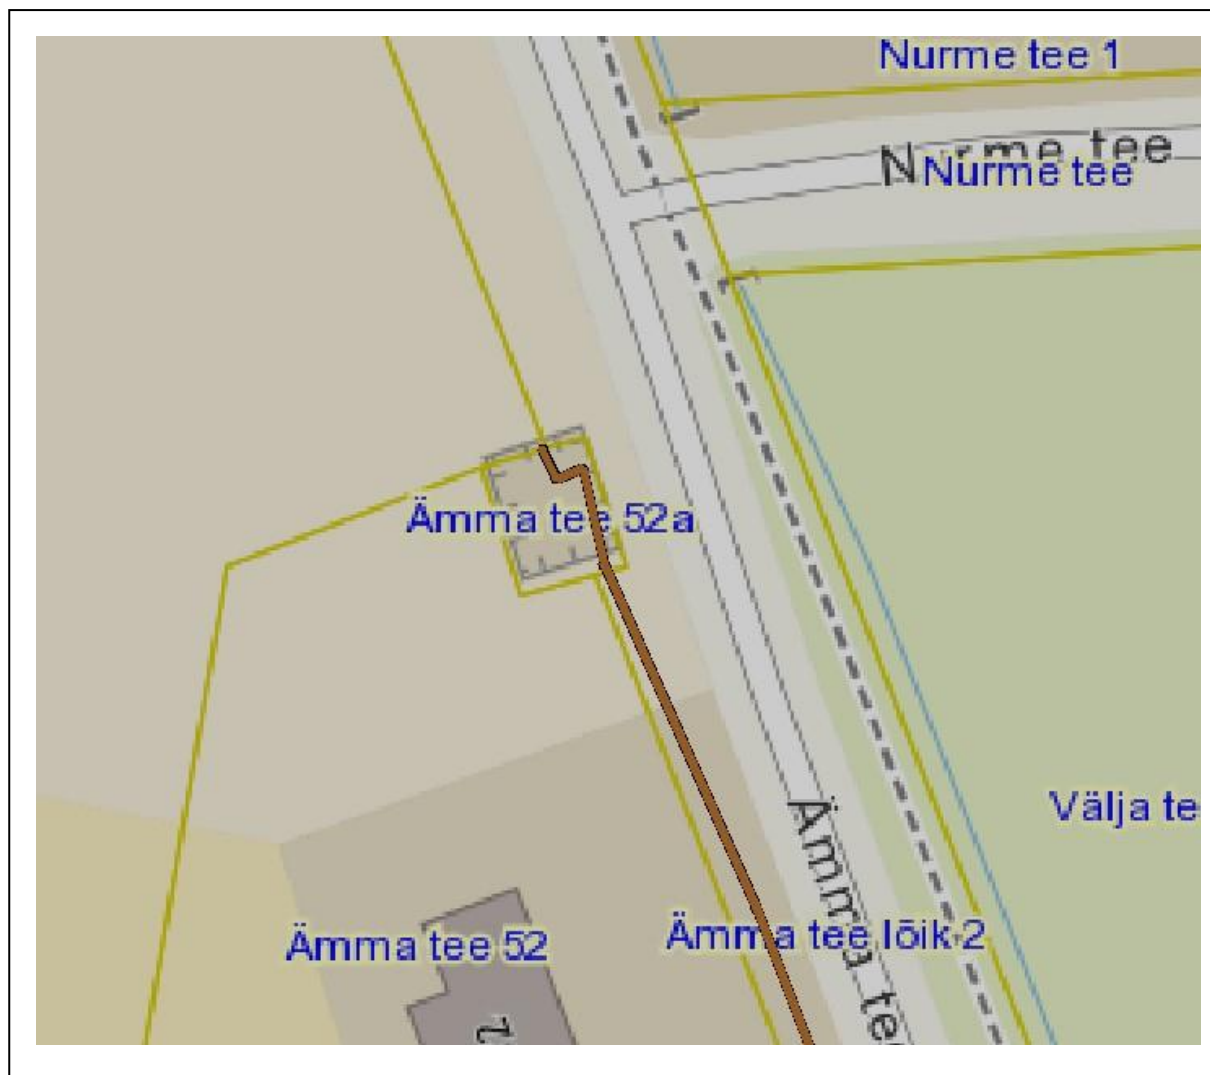 Nurme tee 1
Nurme tee
Nurme tee
Ämma tee 52a
Välja te
Ämma tee
Ämma tee lõik 2
Ämma tee 52